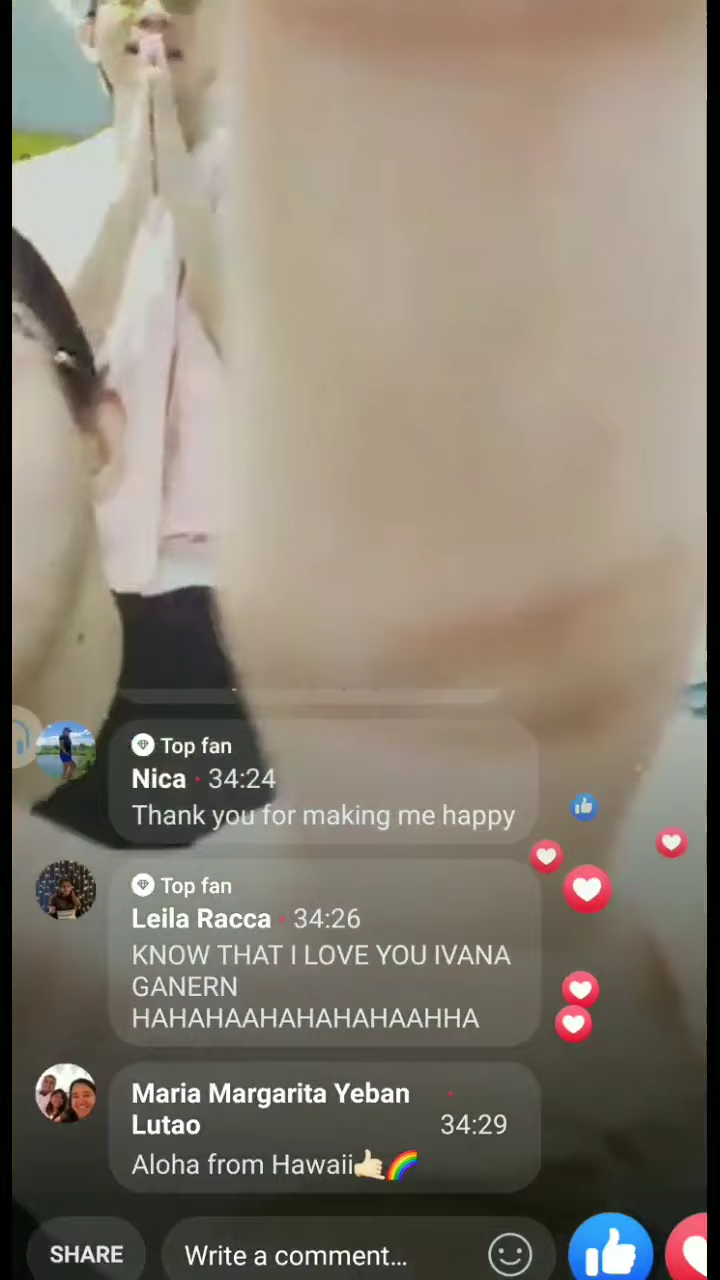 Top fan
Nica · 34:24
Thank you for making me happy
Top fan
Leila Racca · 34:26
KNOW THAT I LOVE YOU IVANA
GANERN
HAHAHAAHAHAHAHAAHHA
Maria Margarita Yeban ·
Lutao 34:29
Aloha from Hawaii🤙🏻🌈
SHARE
Write a comment...